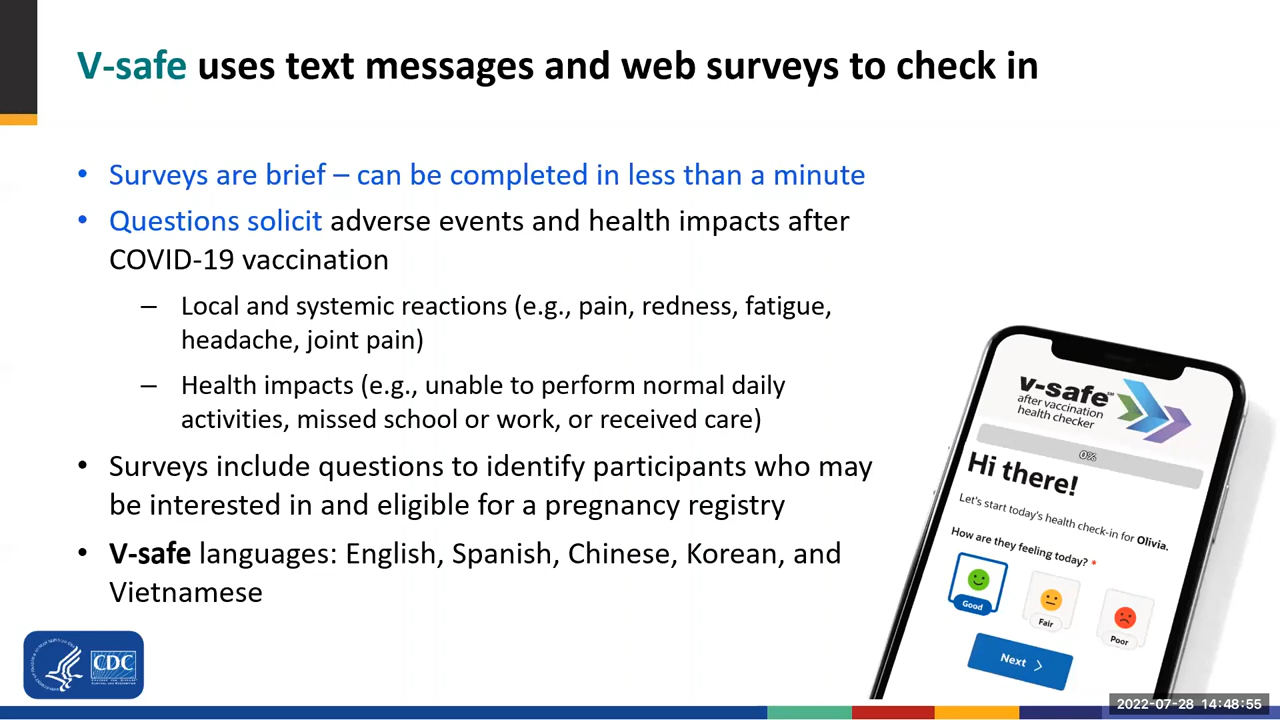 V-safe uses text messages and web surveys to check in
• Surveys are brief – can be completed in less than a minute
• Questions solicit adverse events and health impacts after
COVID-19 vaccination
– Local and systemic reactions (e.g., pain, redness, fatigue,
headache, joint pain)
– Health impacts (e.g., unable to perform normal daily
activities, missed school or work, or received care)
• Surveys include questions to identify participants who may
be interested in and eligible for a pregnancy registry
• V-safe languages: English, Spanish, Chinese, Korean, and
Vietnamese
v-safe℠
after vaccination
health checker
0%
Hi there!
Let's start today's health check-in for Olivia.
How are they feeling today? *
Good
Fair
Poor
Next >
CDC
2022-07-28 14:48:55